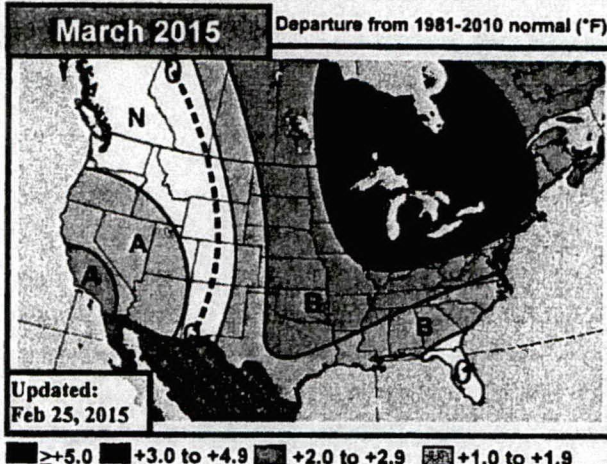 March 2015
Departure from 1981-2010 normal (°F)
N
A
A
B
B
Updated:
Feb 25, 2015
≥+5.0 +3.0 to +4.9 +2.0 to +2.9 +1.0 to +1.9